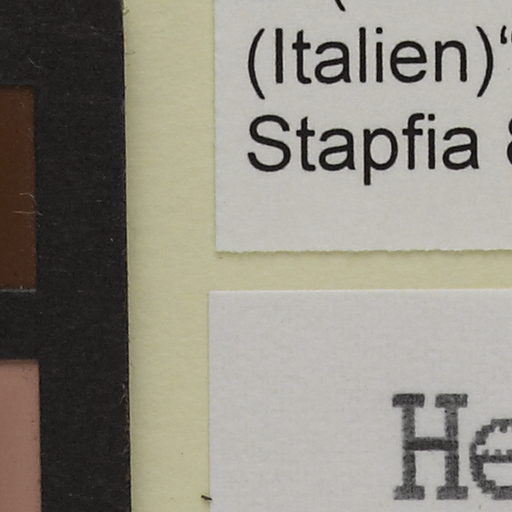 (Italien)“
Stapfia
He